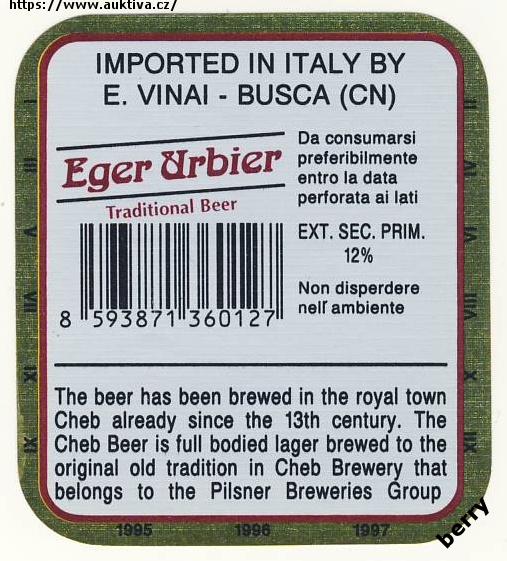 https://www.auktiva.cz/
IMPORTED IN ITALY BY
E. VINAI - BUSCA (CN)
Eger Urbier
Traditional Beer
8 593871 360127
Da consumarsi
preferibilmente
entro la data
perforata ai lati
EXT. SEC. PRIM.
12%
Non disperdere
nell'ambiente
The beer has been brewed in the royal town
Cheb already since the 13th century. The
Cheb Beer is full bodied lager brewed to the
original old tradition in Cheb Brewery that
belongs to the Pilsner Breweries Group
I
III
V
VII
IX
XI
II
IV
VI
VIII
X
XII
1995 1996 1997
berry